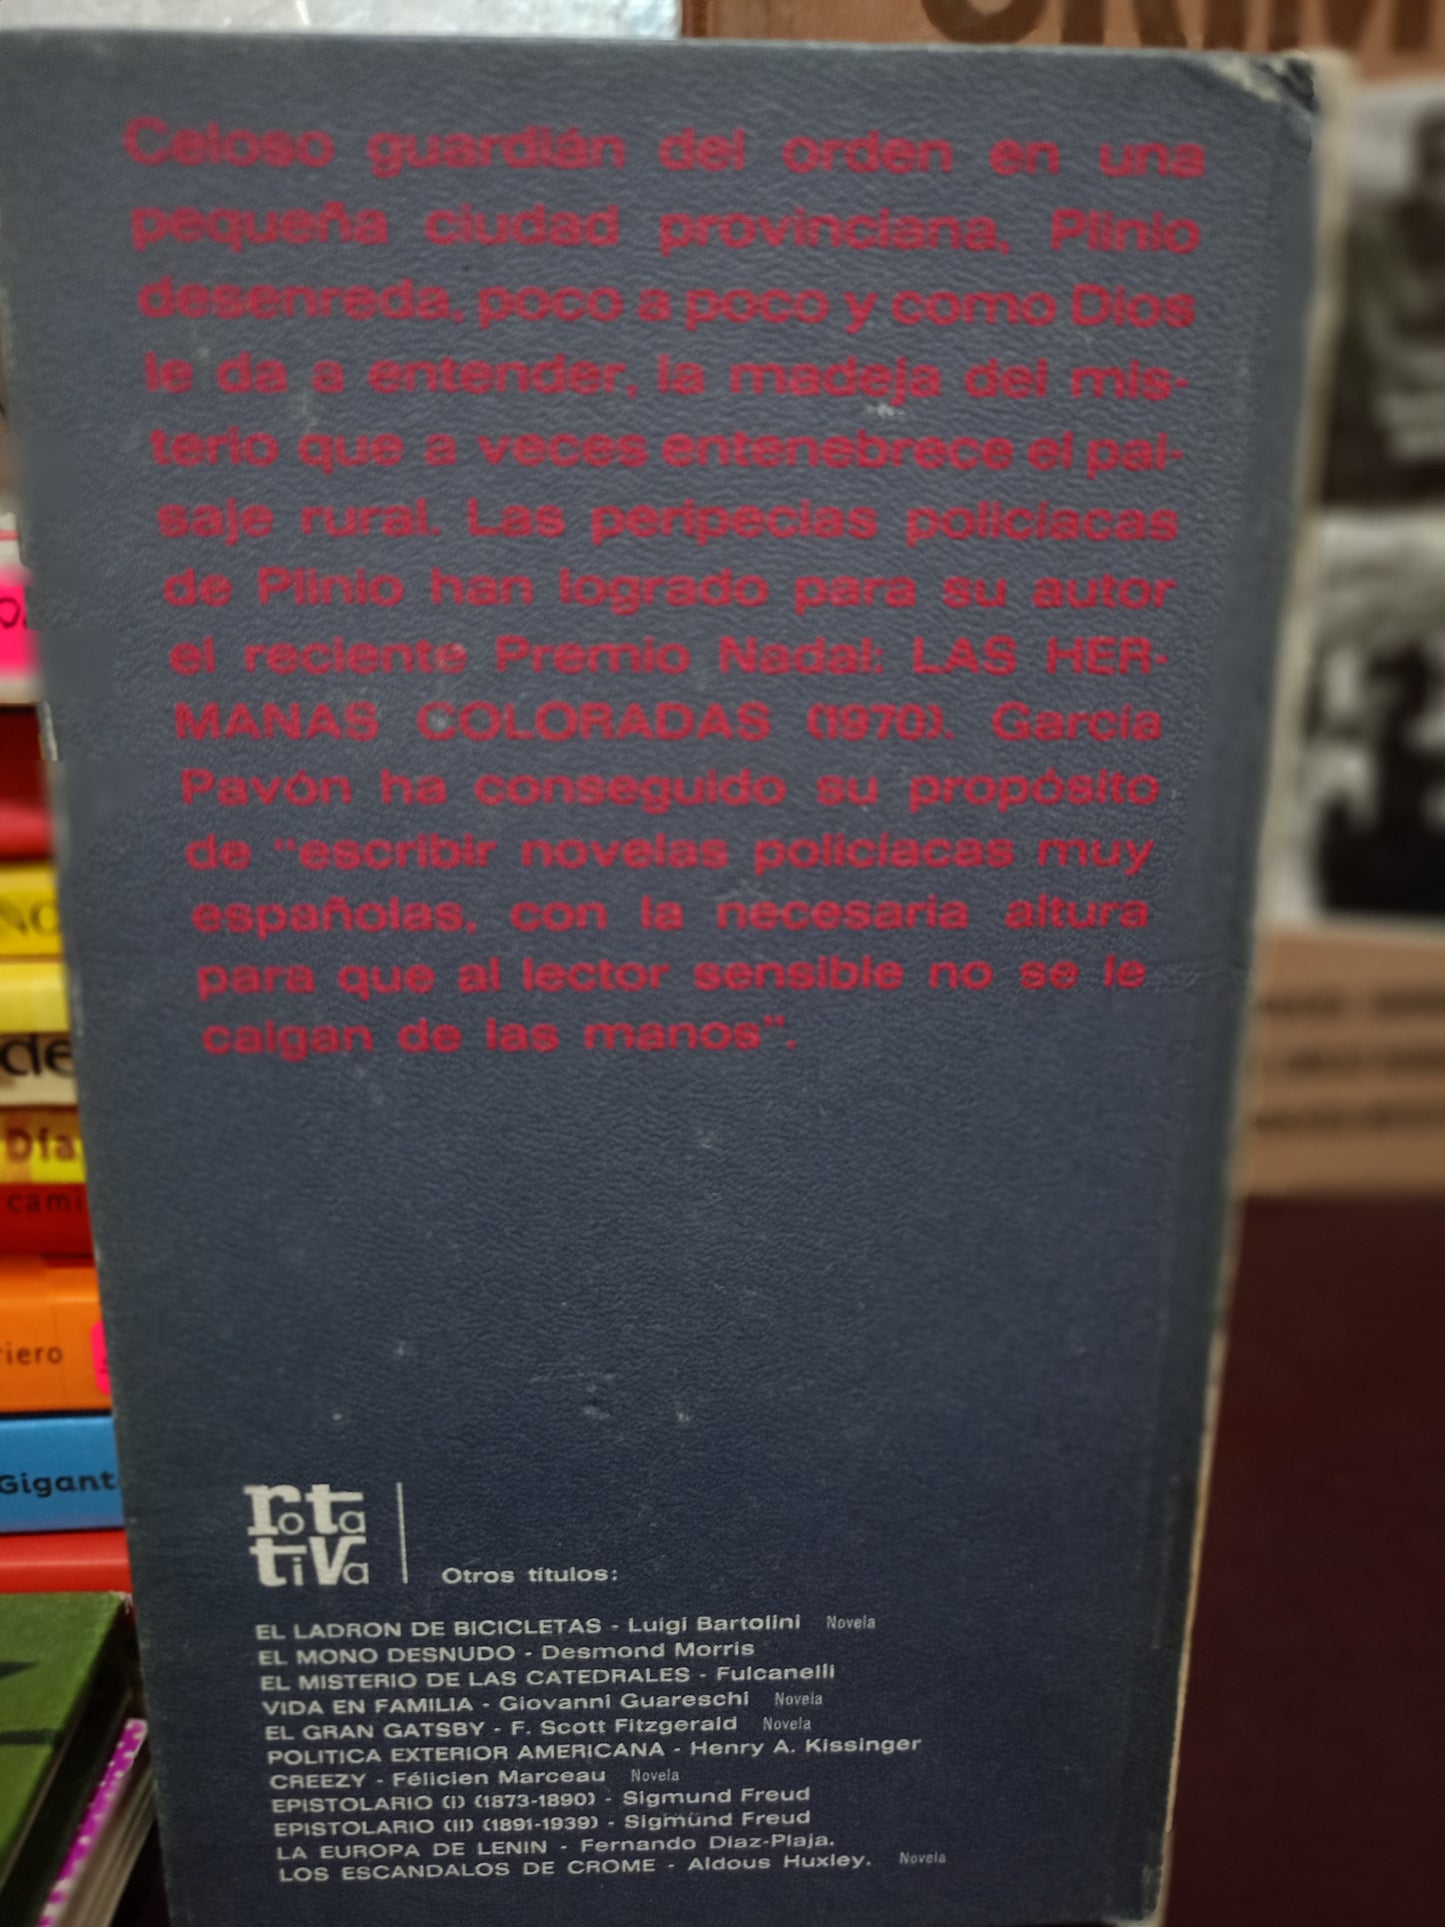 Celoso guardián del orden en una
pequeña ciudad provinciana, Plinio
desenreda, poco a poco y como Dios
le da a entender, la madeja del mis-
terio que a veces entenebrece el pai-
saje rural. Las peripecias policíacas
de Plinio han logrado para su autor
el reciente Premio Nadal: LAS HER-
MANAS COLORADAS (1970). García
Pavón ha conseguido su propósito
de "escribir novelas policíacas muy
españolas, con la necesaria altura
para que al lector sensible no se le
caigan de las manos".
rotativa
Otros títulos:
EL LADRON DE BICICLETAS - Luigi Bartolini Novela
EL MONO DESNUDO - Desmond Morris
EL MISTERIO DE LAS CATEDRALES - Fulcanelli
VIDA EN FAMILIA - Giovanni Guareschi Novela
EL GRAN GATSBY - F. Scott Fitzgerald Novela
POLITICA EXTERIOR AMERICANA - Henry A. Kissinger
CREEZY - Félicien Marceau Novela
EPISTOLARIO (I) (1873-1890) - Sigmund Freud
EPISTOLARIO (II) (1891-1939) - Sigmünd Freud
LA EUROPA DE LENIN - Fernando Díaz-Plaja.
LOS ESCANDALOS DE CROME - Aldous Huxley. Novela
de
Día
cami
riero
Gigant